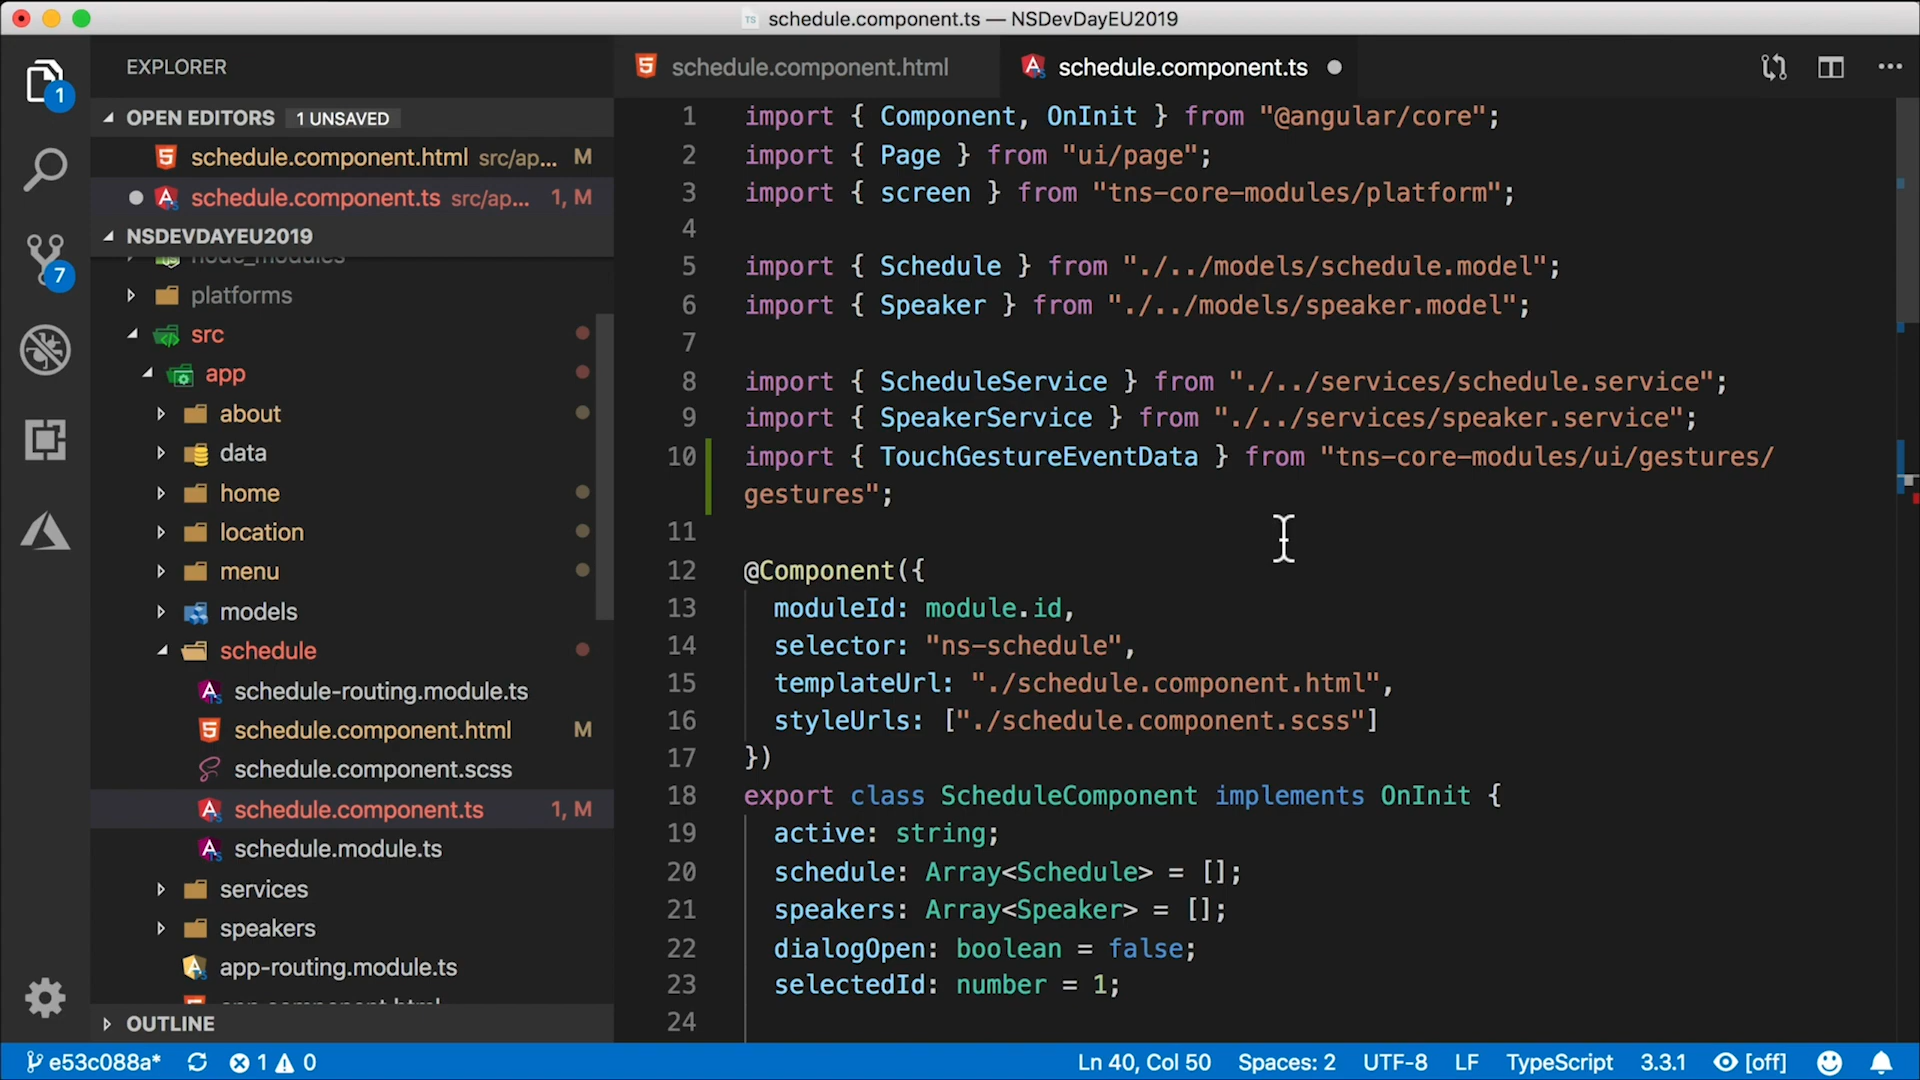 schedule.component.ts — NSDevDayEU2019
EXPLORER
OPEN EDITORS 1 UNSAVED
schedule.component.html src/ap... M
schedule.component.ts src/ap... 1, M
NSDEVDAYEU2019
node_modules
platforms
src
app
about
data
home
location
menu
models
schedule
schedule-routing.module.ts
schedule.component.html M
schedule.component.scss
schedule.component.ts 1, M
schedule.module.ts
services
speakers
app-routing.module.ts
app.component.html
OUTLINE
1
7
schedule.component.html
schedule.component.ts
1 import { Component, OnInit } from "@angular/core";
2 import { Page } from "ui/page";
3 import { screen } from "tns-core-modules/platform";
4
5 import { Schedule } from "./../models/schedule.model";
6 import { Speaker } from "./../models/speaker.model";
7
8 import { ScheduleService } from "./../services/schedule.service";
9 import { SpeakerService } from "./../services/speaker.service";
10 import { TouchGestureEventData } from "tns-core-modules/ui/gestures/
gestures";
11
12 @Component({
13 moduleId: module.id,
14 selector: "ns-schedule",
15 templateUrl: "./schedule.component.html",
16 styleUrls: ["./schedule.component.scss"]
17 })
18 export class ScheduleComponent implements OnInit {
19 active: string;
20 schedule: Array<Schedule> = [];
21 speakers: Array<Speaker> = [];
22 dialogOpen: boolean = false;
23 selectedId: number = 1;
24
e53c088a* 1 0 Ln 40, Col 50 Spaces: 2 UTF-8 LF TypeScript 3.3.1 [off]